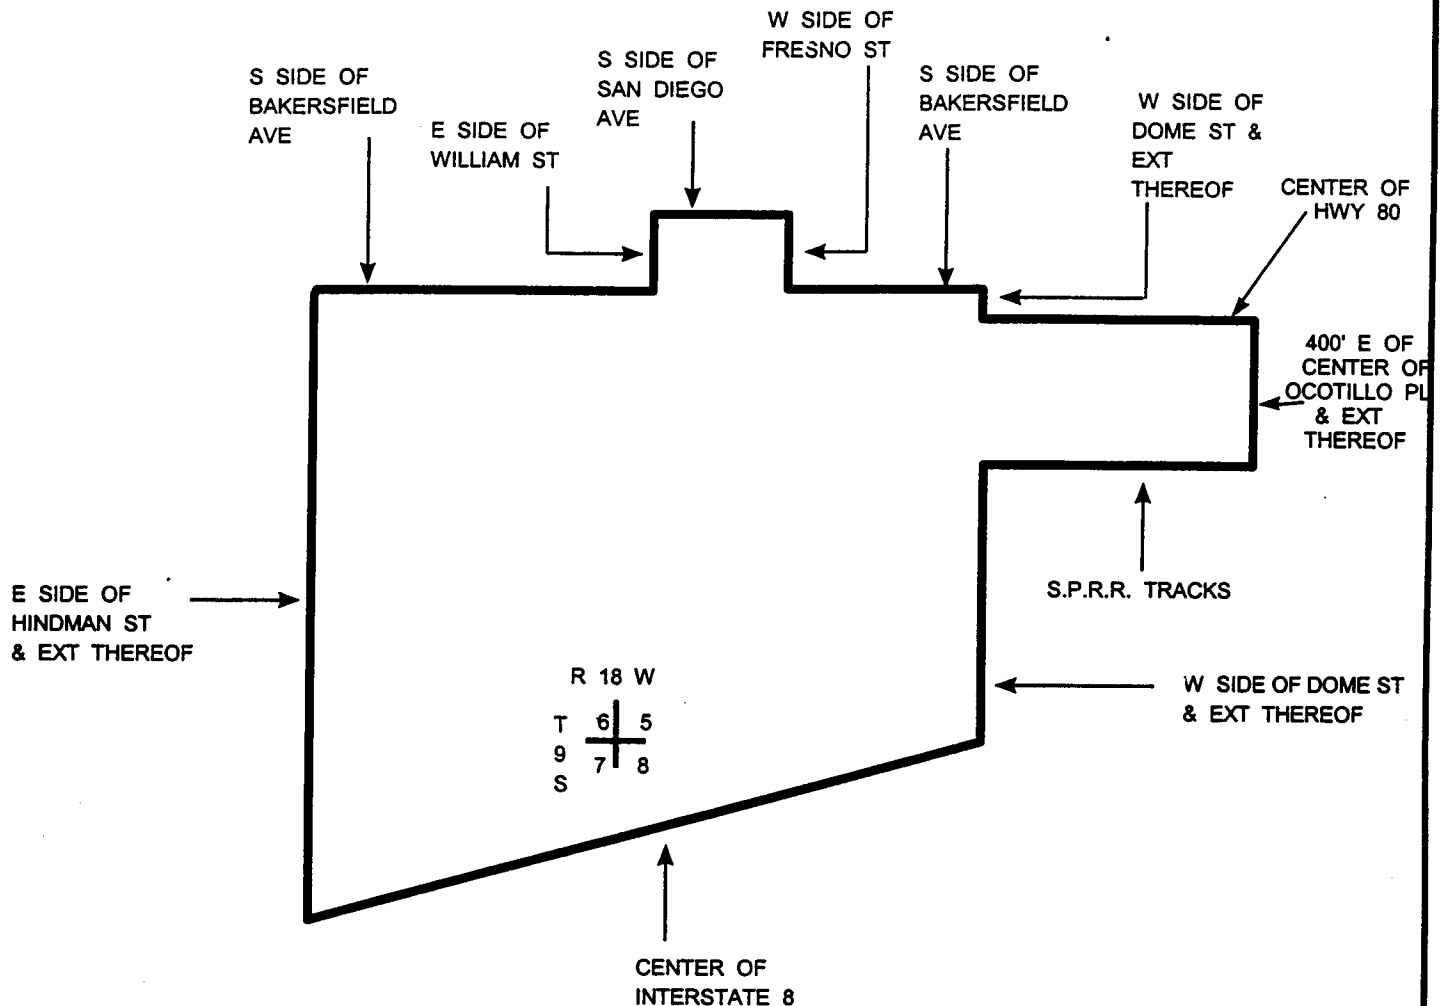 W SIDE OF
FRESNO ST
S SIDE OF
SAN DIEGO
AVE
S SIDE OF
BAKERSFIELD
AVE
E SIDE OF
WILLIAM ST
S SIDE OF
BAKERSFIELD
AVE
W SIDE OF
DOME ST &
EXT
THEREOF
CENTER OF
HWY 80
400' E OF
CENTER OF
OCOTILLO PL
& EXT
THEREOF
S.P.R.R. TRACKS
E SIDE OF
HINDMAN ST
& EXT THEREOF
W SIDE OF DOME ST
& EXT THEREOF
R 18 W
T
9
S
6 5
7 8
CENTER OF
INTERSTATE 8